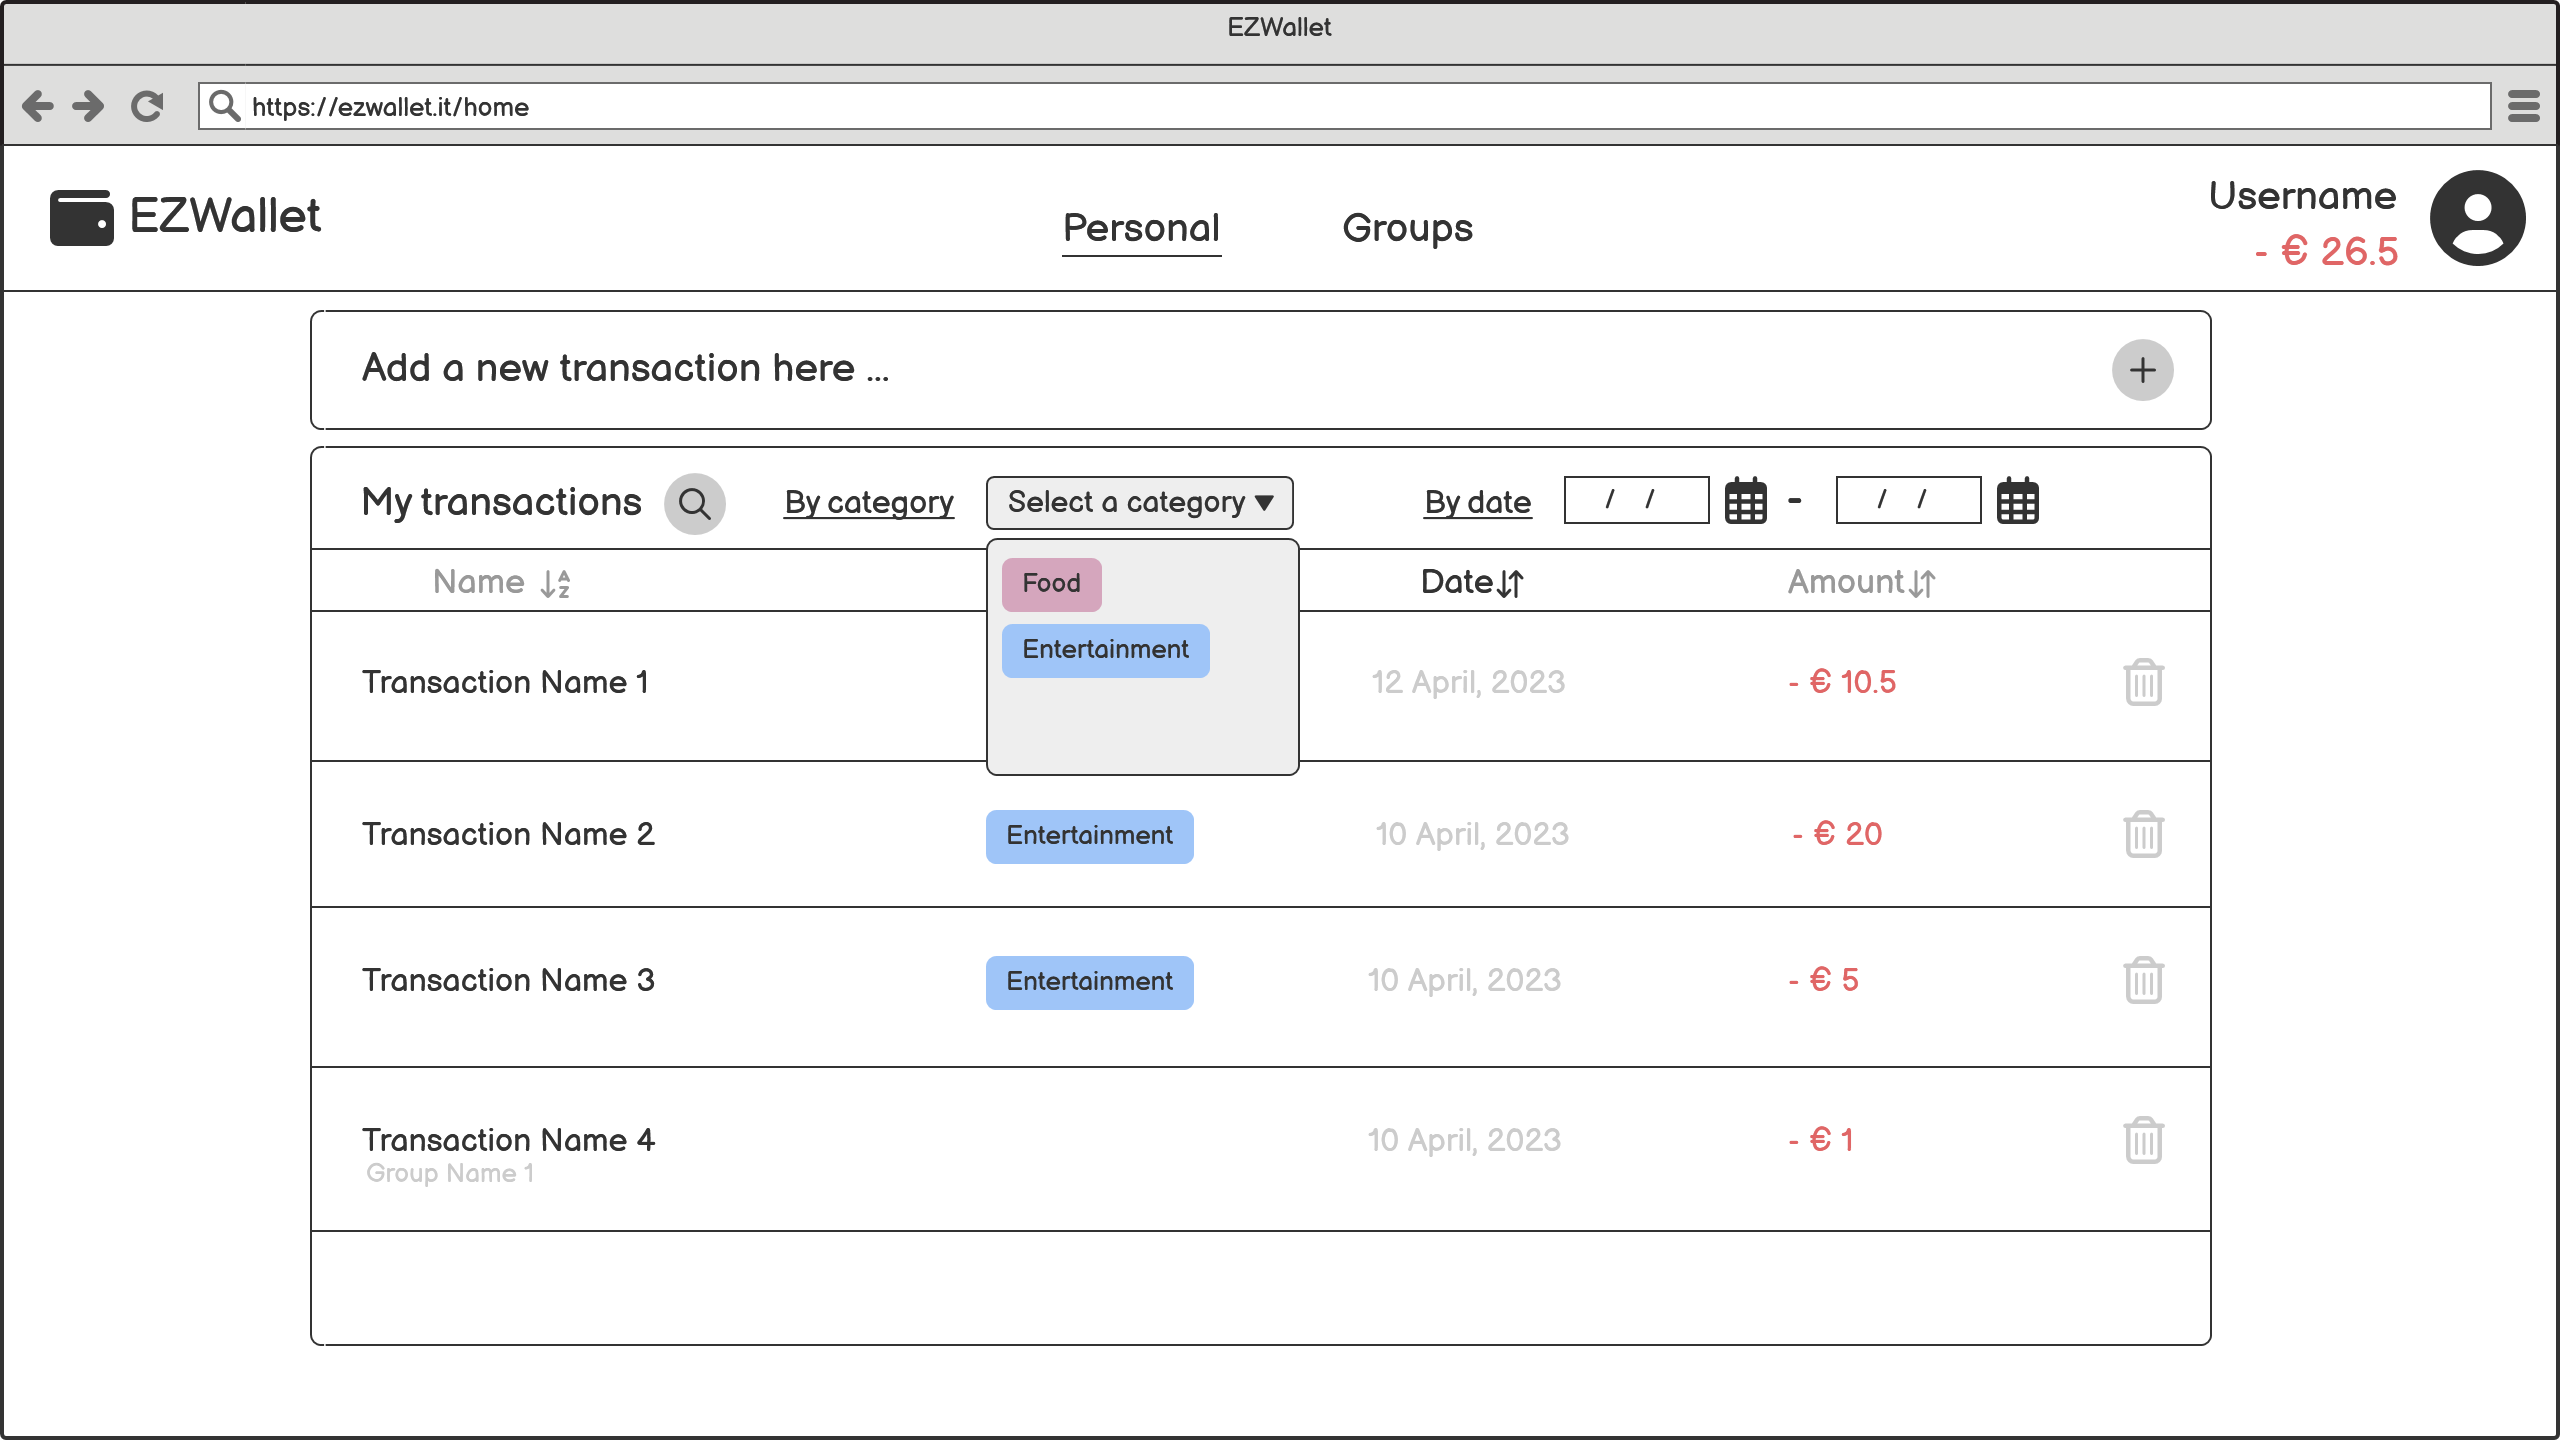 EZWallet
https://ezwallet.it/home
EZWallet
Personal Groups
Username
- € 26.5
Add a new transaction here ...
My transactions By category Select a category By date / / - / /
Name Date Amount
Food
Entertainment
Transaction Name 1 12 April, 2023 - € 10.5
Transaction Name 2 Entertainment 10 April, 2023 - € 20
Transaction Name 3 Entertainment 10 April, 2023 - € 5
Transaction Name 4 10 April, 2023 - € 1
Group Name 1